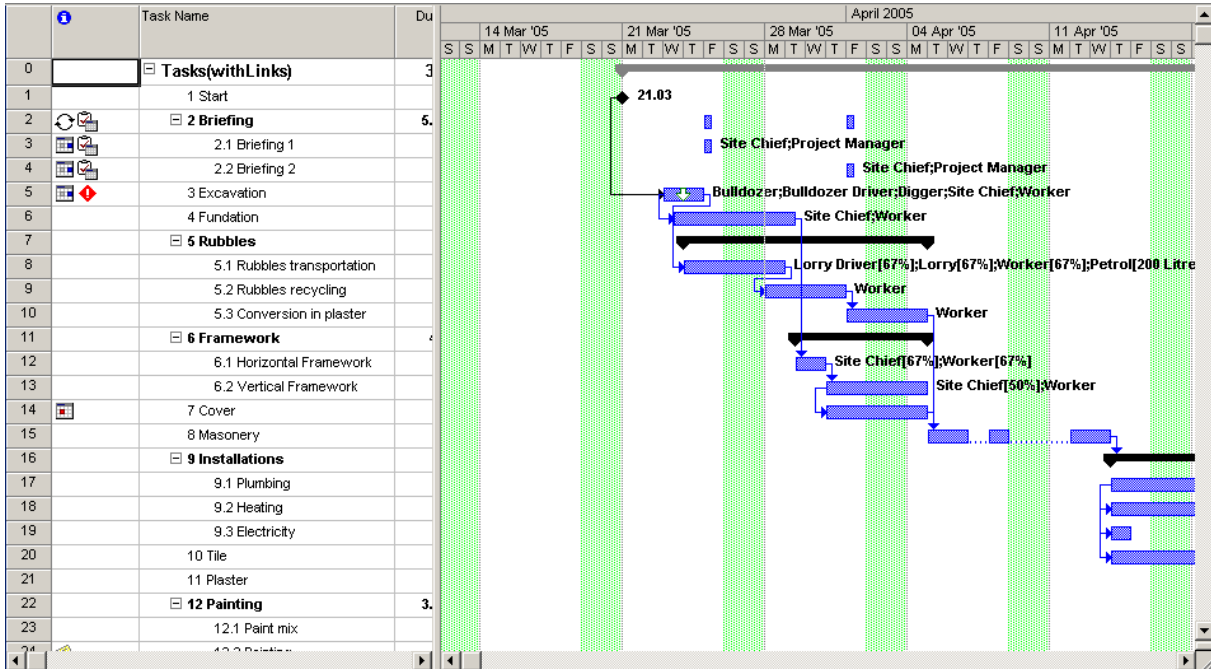 Task Name Du April 2005
14 Mar '05 21 Mar '05 28 Mar '05 04 Apr '05 11 Apr '05
S S M T W T F S S M T W T F S S M T W T F S S M T W T F S S M T W T F S S
0 Tasks(withLinks) 3
1 1 Start 21.03
2 2 Briefing 5.
3 2.1 Briefing 1 Site Chief;Project Manager
4 2.2 Briefing 2 Site Chief;Project Manager
5 3 Excavation Bulldozer;Bulldozer Driver;Digger;Site Chief;Worker
6 4 Fundation Site Chief;Worker
7 5 Rubbles
8 5.1 Rubbles transportation Lorry Driver[67%];Lorry[67%];Worker[67%];Petrol[200 Litre
9 5.2 Rubbles recycling Worker
10 5.3 Conversion in plaster Worker
11 6 Framework
12 6.1 Horizontal Framework Site Chief[67%];Worker[67%]
13 6.2 Vertical Framework Site Chief[50%];Worker
14 7 Cover
15 8 Masonery
16 9 Installations
17 9.1 Plumbing
18 9.2 Heating
19 9.3 Electricity
20 10 Tile
21 11 Plaster
22 12 Painting 3.
23 12.1 Paint mix
24 12.2 Painting